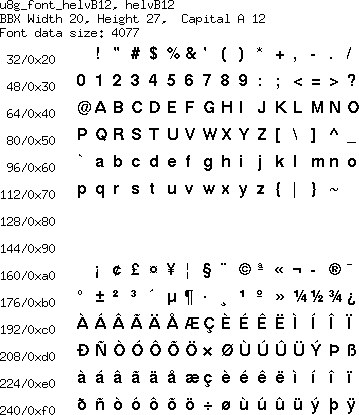 u8g_font_helvB12, helvB12
BBX Width 20, Height 27,  Capital A 12
Font data size: 4077
32/0x20 ! " # $ % & ' ( ) * + , - . /
48/0x30 0 1 2 3 4 5 6 7 8 9 : ; < = > ?
64/0x40 @ A B C D E F G H I J K L M N O
80/0x50 P Q R S T U V W X Y Z [ \ ] ^ _
96/0x60 ` a b c d e f g h i j k l m n o
112/0x70 p q r s t u v w x y z { | } ~
128/0x80
144/0x90
160/0xa0 ¡ ¢ £ ¤ ¥ ¦ § ¨ © ª « ¬ - ® ¯
176/0xb0 ° ± ² ³ ´ µ ¶ · ¸ ¹ º » ¼ ½ ¾ ¿
192/0xc0 À Á Â Ã Ä Å Æ Ç È É Ê Ë Ì Í Î Ï
208/0xd0 Ð Ñ Ò Ó Ô Õ Ö × Ø Ù Ú Û Ü Ý Þ ß
224/0xe0 à á â ã ä å æ ç è é ê ë ì í î ï
240/0xf0 ð ñ ò ó ô õ ö ÷ ø ù ú û ü ý þ ÿ